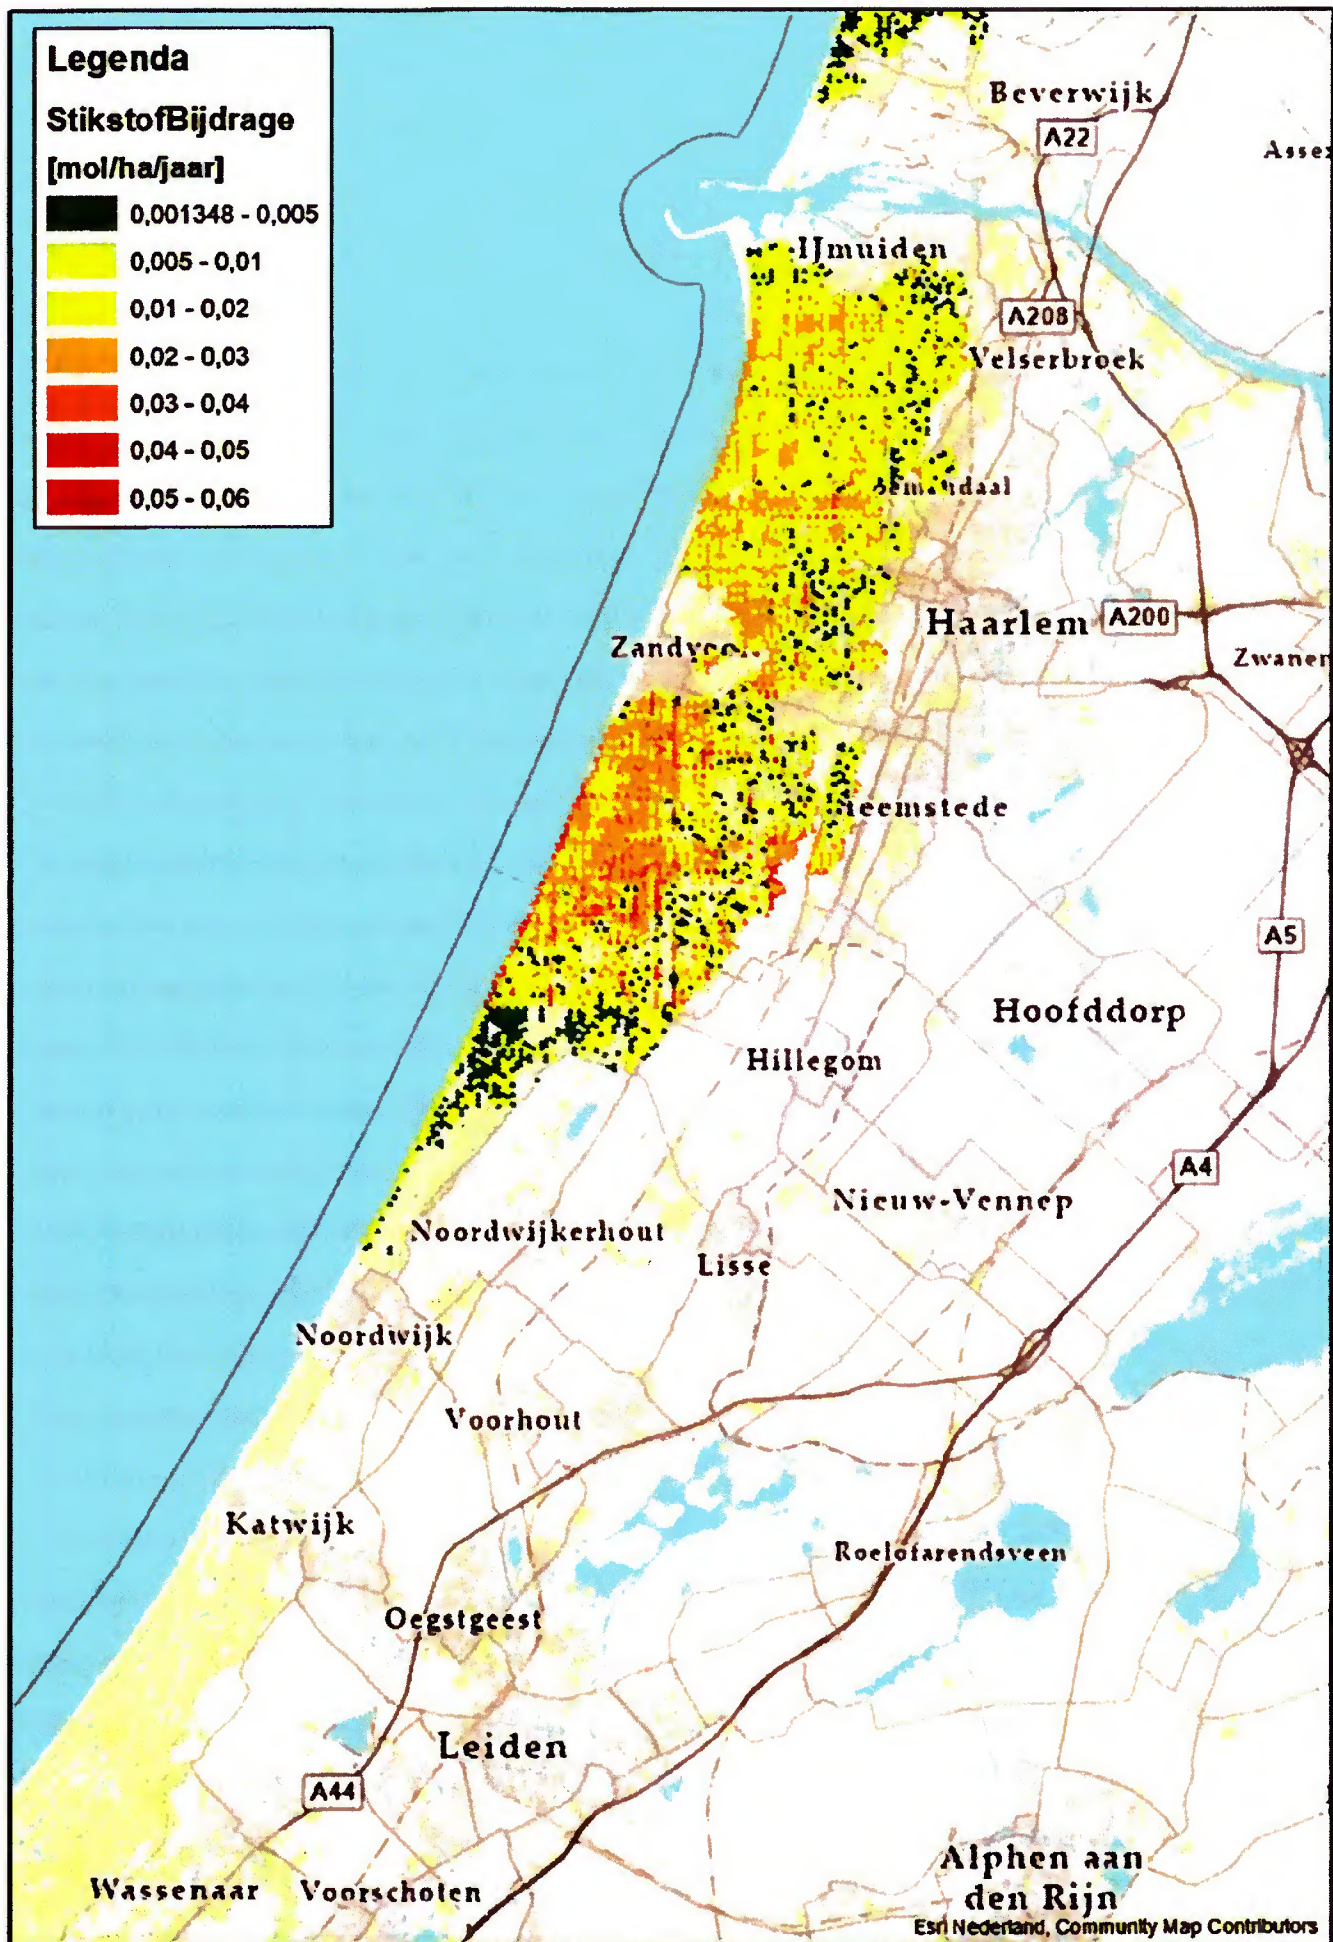 Legenda
StikstofBijdrage
[mol/ha/jaar]
0,001348 - 0,005
0,005 - 0,01
0,01 - 0,02
0,02 - 0,03
0,03 - 0,04
0,04 - 0,05
0,05 - 0,06
Beverwijk
A22
IJmuiden
A208
Velserbroek
Haarlem
A200
A5
Hoofddorp
Hillegom
A4
Nieuw-Vennep
Noordwijkerhout
Lisse
Noordwijk
Voorhout
Katwijk
Roelofarendsveen
Oegstgeest
Leiden
A44
Alphen aan
den Rijn
Wassenaar
Voorschoten
Esri Nederland, Community Map Contributors